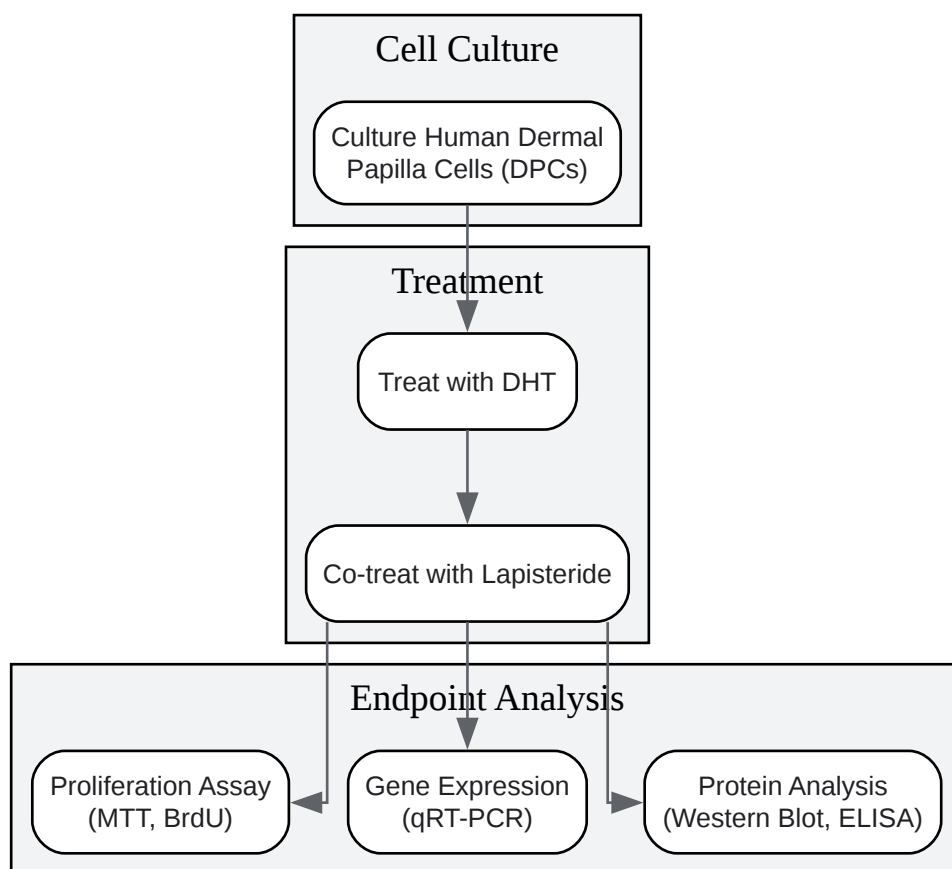 Cell Culture
Culture Human Dermal
Papilla Cells (DPCs)
Treatment
Treat with DHT
Co-treat with Lapisteride
Endpoint Analysis
Proliferation Assay
(MTT, BrdU)
Gene Expression
(qRT-PCR)
Protein Analysis
(Western Blot, ELISA)